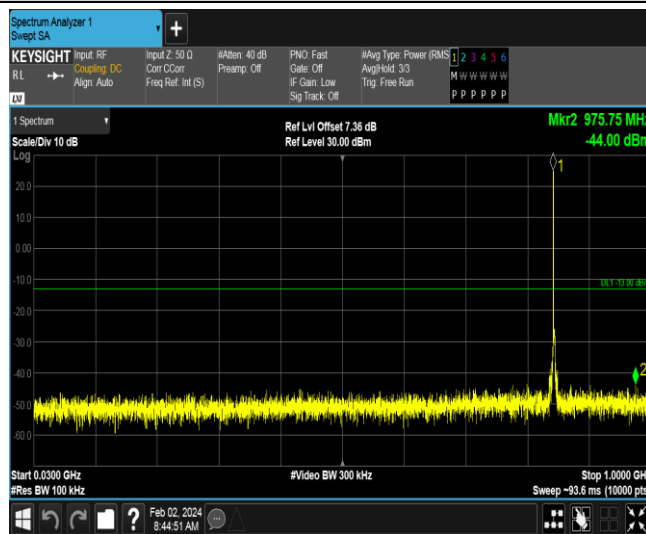 Spectrum Analyzer 1
Swept SA
+
KEYSIGHT
RL
LXI
Input: RF
Coupling: DC
Align: Auto
Input Z: 50 Ω
Corr CCorr
Freq Ref: Int (S)
#Atten: 40 dB
Preamp: Off
PNO: Fast
Gate: Off
IF Gain: Low
Sig Track: Off
#Avg Type: Power (RMS
Avg|Hold: 3/3
Trig: Free Run
1 2 3 4 5 6
M W W W W W
P P P P P P
1 Spectrum
Scale/Div 10 dB
Log
Ref Lvl Offset 7.36 dB
Ref Level 30.00 dBm
Mkr2 975.75 MHz
-44.00 dBm
1
20.0
10.0
0.00
-10.0
DL1 -13.00 dBm
-20.0
-30.0
-40.0
2
-50.0
-60.0
Start 0.0300 GHz
#Res BW 100 kHz
#Video BW 300 kHz
Stop 1.0000 GH
Sweep ~93.6 ms (10000 pts
?
Feb 02, 2024
8:44:51 AM